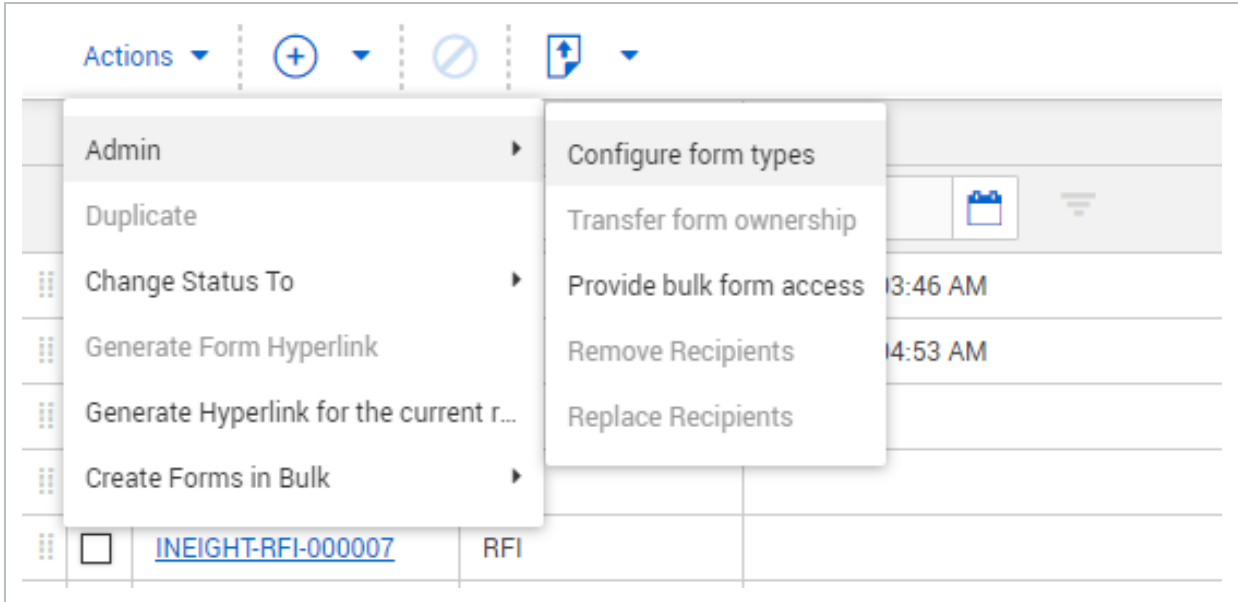 Actions
Admin
Configure form types
Duplicate
Transfer form ownership
Change Status To
Provide bulk form access
3:46 AM
Generate Form Hyperlink
Remove Recipients
4:53 AM
Generate Hyperlink for the current r...
Replace Recipients
Create Forms in Bulk
INEIGHT-RFI-000007 RFI